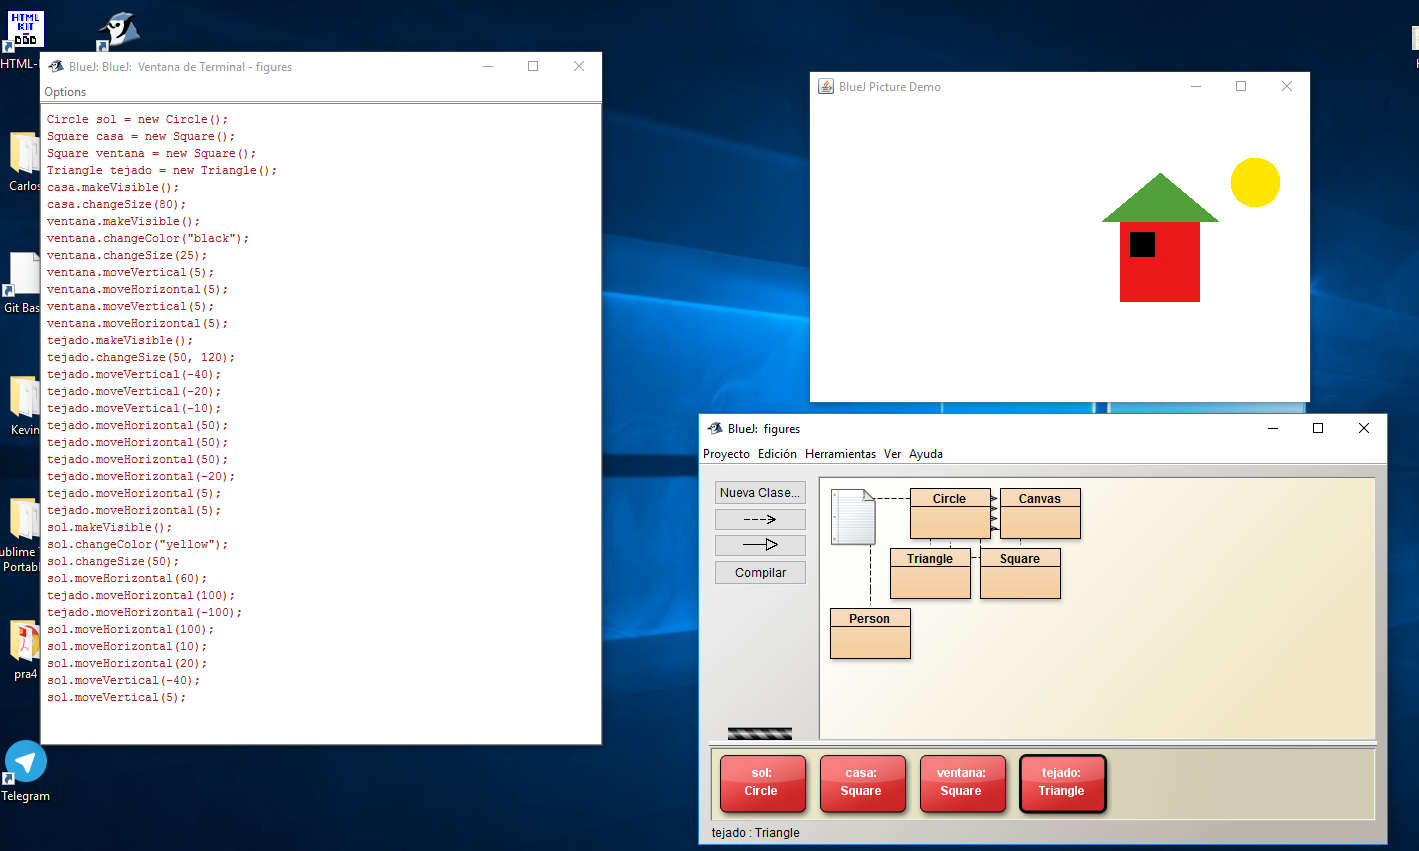 HTML
KIT
HTML-
Carlos
Git Bas
Kevin
ublime T
Portabl
pra4
Telegram
BlueJ: BlueJ:  Ventana de Terminal - figures
Options
Circle sol = new Circle();
Square casa = new Square();
Square ventana = new Square();
Triangle tejado = new Triangle();
casa.makeVisible();
casa.changeSize(80);
ventana.makeVisible();
ventana.changeColor("black");
ventana.changeSize(25);
ventana.moveVertical(5);
ventana.moveHorizontal(5);
ventana.moveVertical(5);
ventana.moveHorizontal(5);
tejado.makeVisible();
tejado.changeSize(50, 120);
tejado.moveVertical(-40);
tejado.moveVertical(-20);
tejado.moveVertical(-10);
tejado.moveHorizontal(50);
tejado.moveHorizontal(50);
tejado.moveHorizontal(50);
tejado.moveHorizontal(-20);
tejado.moveHorizontal(5);
tejado.moveHorizontal(5);
sol.makeVisible();
sol.changeColor("yellow");
sol.changeSize(50);
sol.moveHorizontal(60);
tejado.moveHorizontal(100);
tejado.moveHorizontal(-100);
sol.moveHorizontal(100);
sol.moveHorizontal(10);
sol.moveHorizontal(20);
sol.moveVertical(-40);
sol.moveVertical(5);
BlueJ Picture Demo
BlueJ:  figures
Proyecto Edición Herramientas Ver Ayuda
Nueva Clase...
Compilar
Circle
Canvas
Triangle
Square
Person
sol:
Circle
casa:
Square
ventana:
Square
tejado:
Triangle
tejado : Triangle